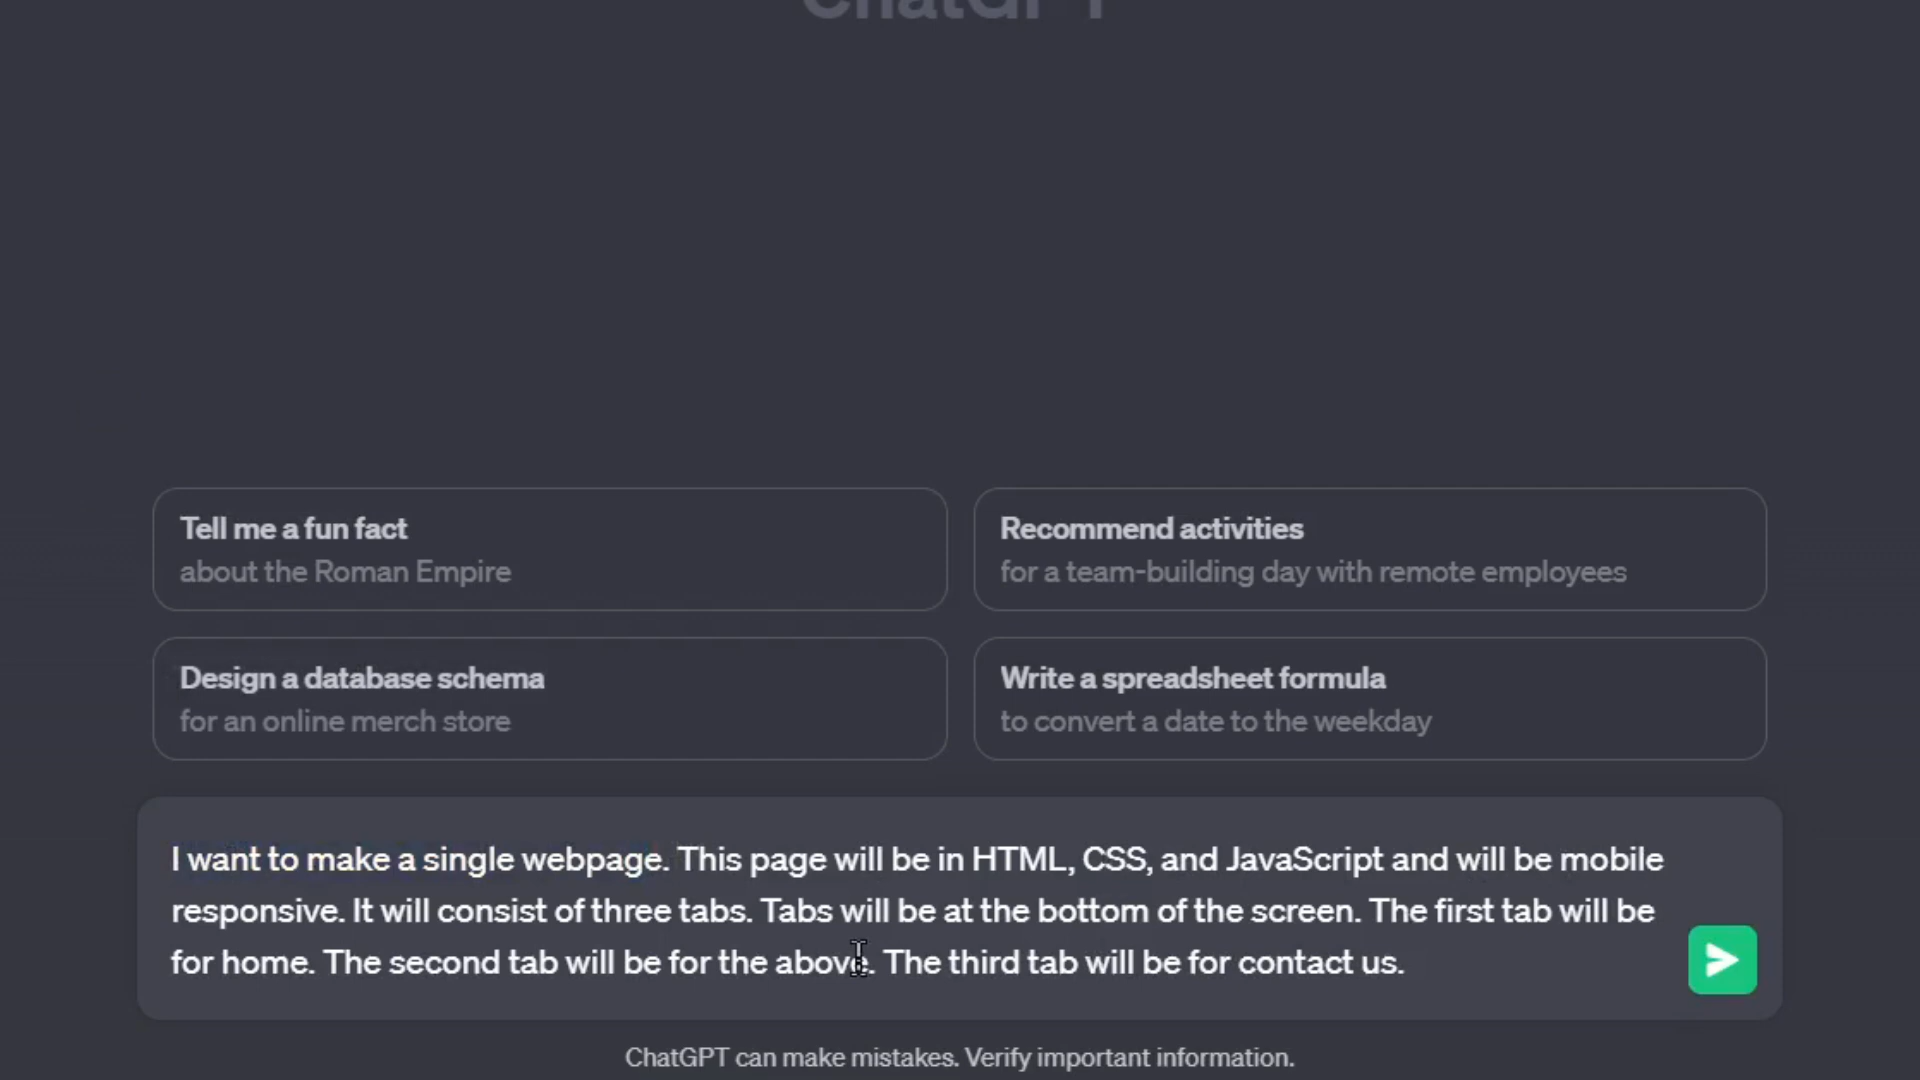 ChatGPT
Tell me a fun fact
about the Roman Empire
Recommend activities
for a team-building day with remote employees
Design a database schema
for an online merch store
Write a spreadsheet formula
to convert a date to the weekday
I want to make a single webpage. This page will be in HTML, CSS, and JavaScript and will be mobile
responsive. It will consist of three tabs. Tabs will be at the bottom of the screen. The first tab will be
for home. The second tab will be for the above. The third tab will be for contact us.
ChatGPT can make mistakes. Verify important information.